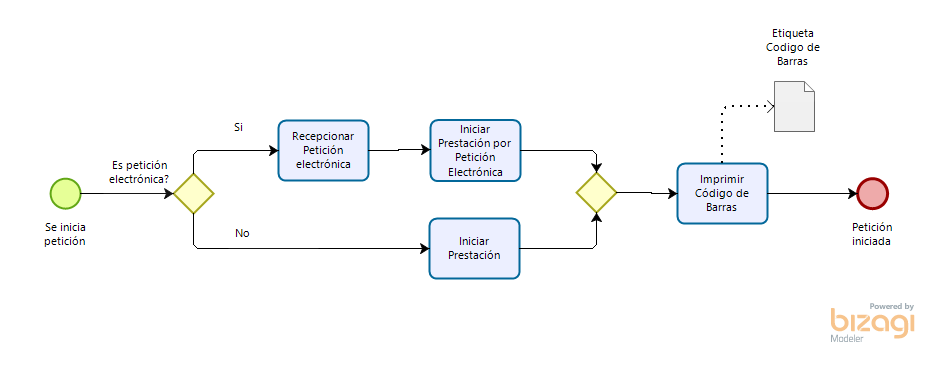 Etiqueta
Codigo de
Barras
Si
Recepcionar
Petición
electrónica
Iniciar
Prestación por
Petición
Electrónica
Es petición
electrónica?
Imprimir
Código de
Barras
Se inicia
petición
No
Iniciar
Prestación
Petición
iniciada
Powered by
bizagi
Modeler